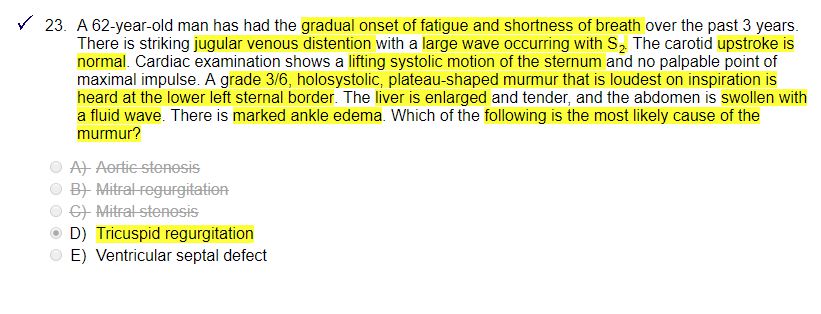 ✓ 23. A 62-year-old man has had the gradual onset of fatigue and shortness of breath over the past 3 years.
There is striking jugular venous distention with a large wave occurring with S₂. The carotid upstroke is
normal. Cardiac examination shows a lifting systolic motion of the sternum and no palpable point of
maximal impulse. A grade 3/6, holosystolic, plateau-shaped murmur that is loudest on inspiration is
heard at the lower left sternal border. The liver is enlarged and tender, and the abdomen is swollen with
a fluid wave. There is marked ankle edema. Which of the following is the most likely cause of the
murmur?
A) Aortic stenosis
B) Mitral regurgitation
C) Mitral stenosis
D) Tricuspid regurgitation
E) Ventricular septal defect